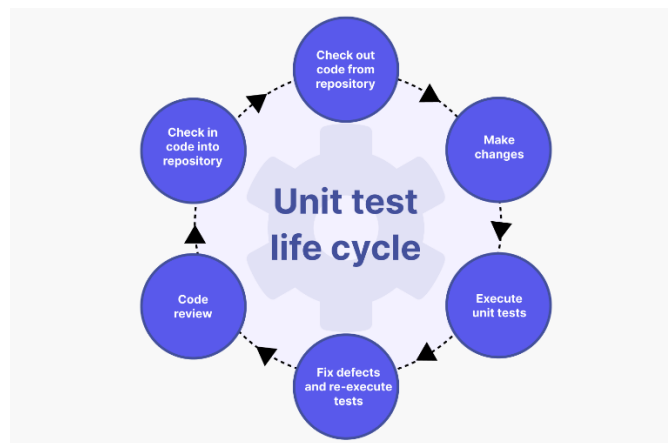 Check out
code from
repository
Make
changes
Execute
unit tests
Fix defects
and re-execute
tests
Code
review
Check in
code into
repository
Unit test
life cycle